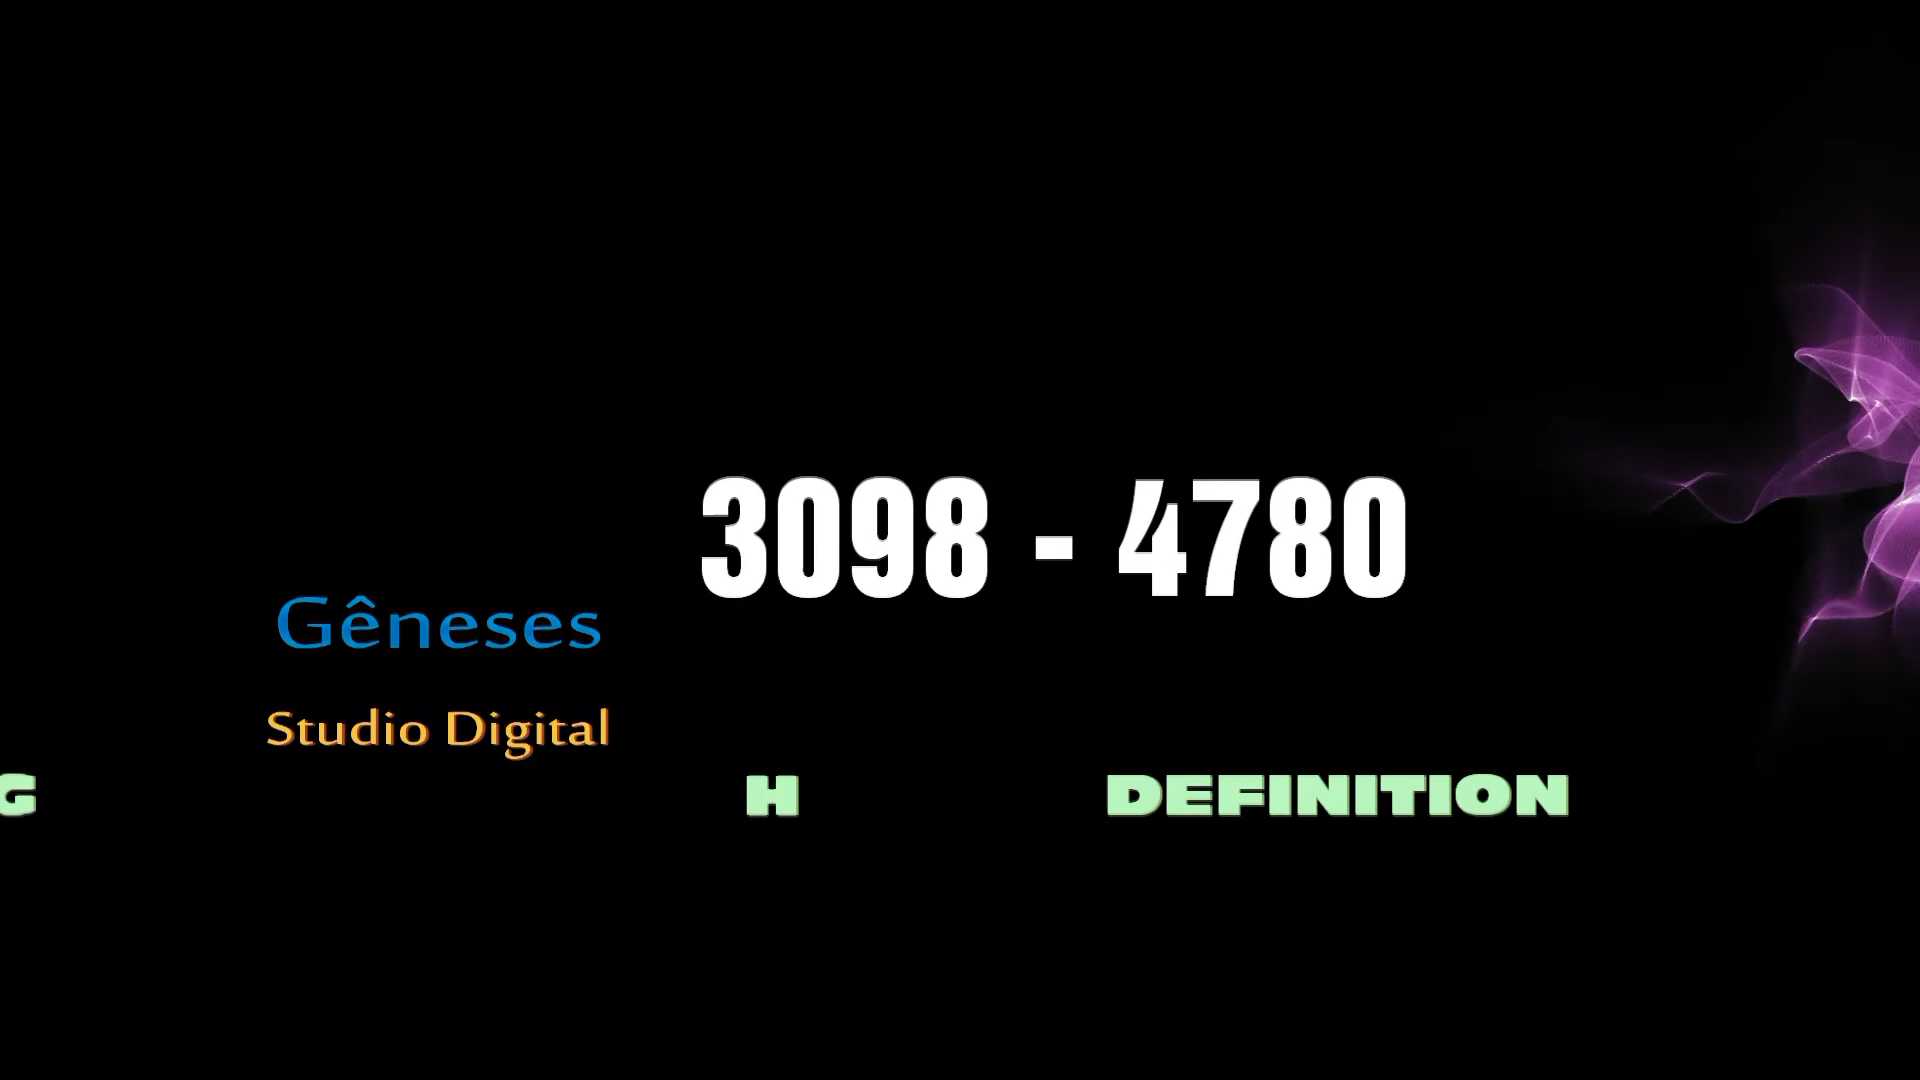 3098 - 4780
Gêneses
Studio Digital
G H DEFINITION